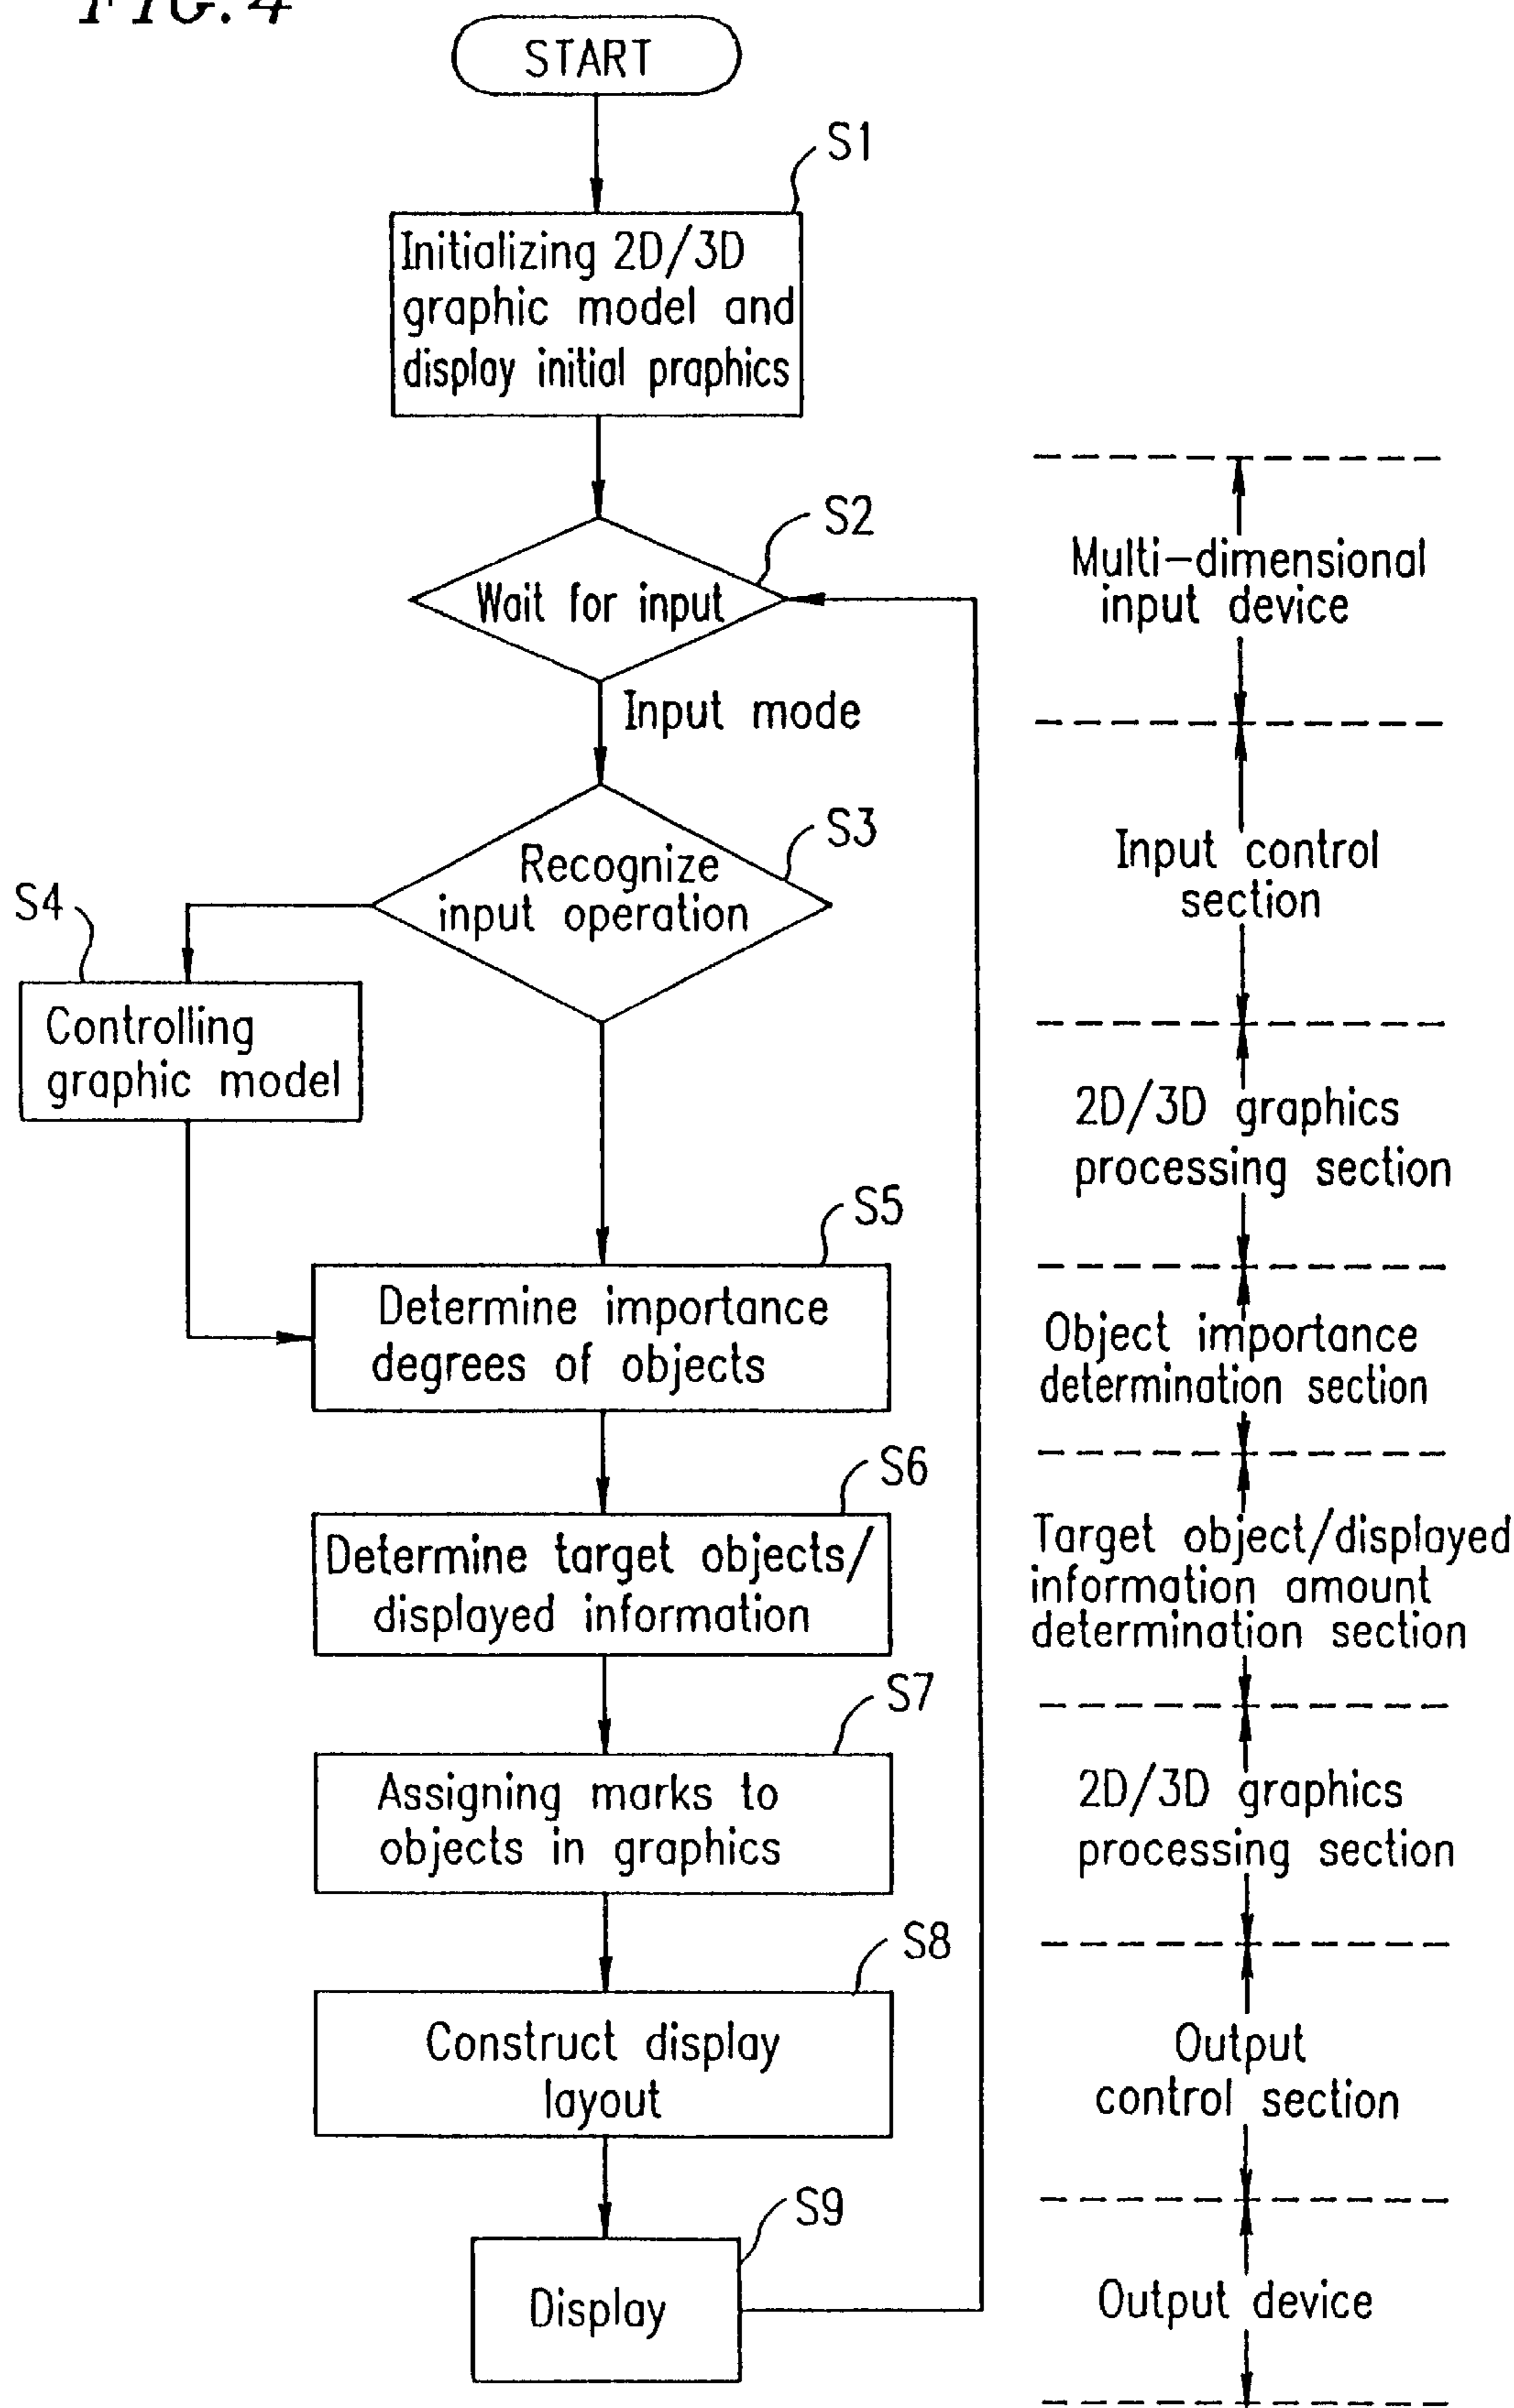 FIG. 4
START
S1
Initializing 2D/3D
graphic model and
display initial praphics
S2
Wait for input
Input mode
S3
Recognize
input operation
S4
Controlling
graphic model
S5
Determine importance
degrees of objects
S6
Determine target objects/
displayed information
S7
Assigning marks to
objects in graphics
S8
Construct display
layout
S9
Display
Multi-dimensional
input device
Input control
section
2D/3D graphics
processing section
Object importance
determination section
Target object/displayed
information amount
determination section
2D/3D graphics
processing section
Output
control section
Output device